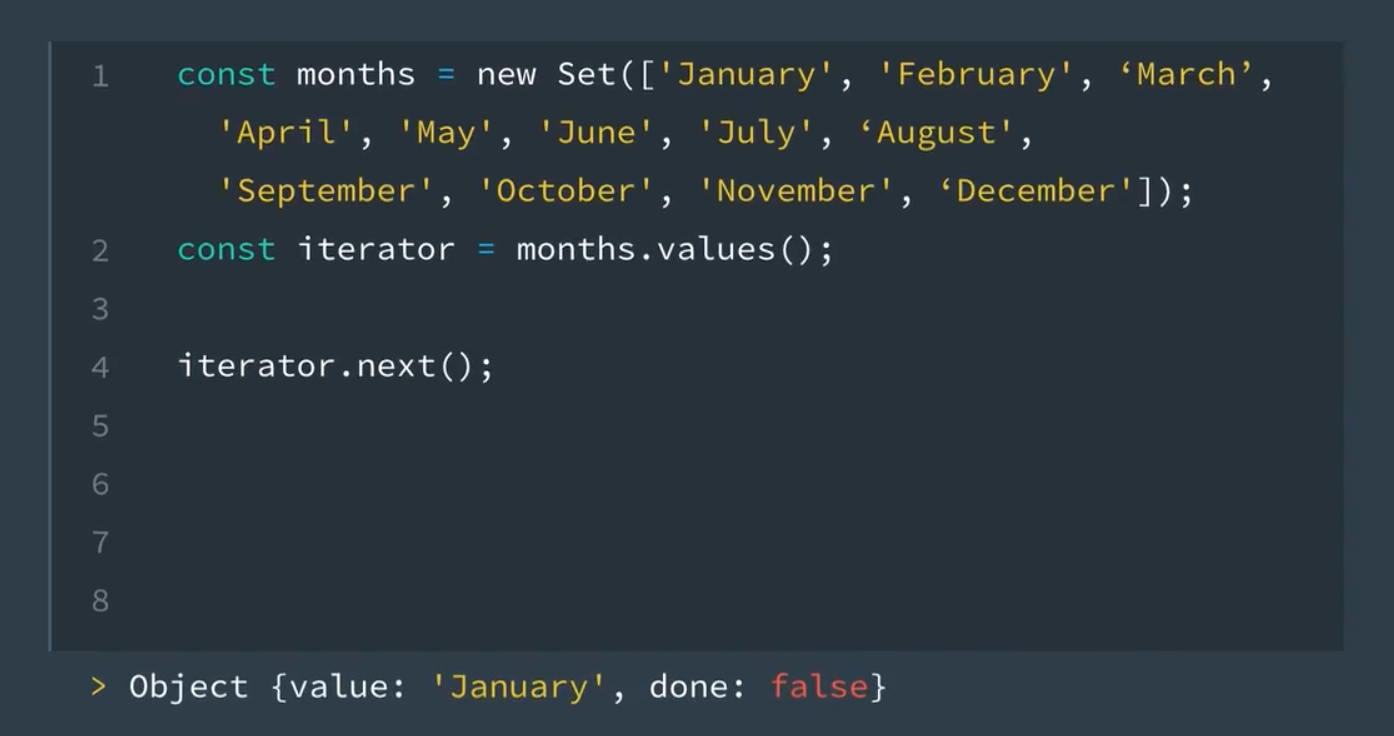 1 const months = new Set(['January', 'February', ‘March’,
'April', 'May', 'June', 'July', ‘August',
'September', 'October', 'November', ‘December']);
2 const iterator = months.values();
3
4 iterator.next();
5
6
7
8
> Object {value: 'January', done: false}